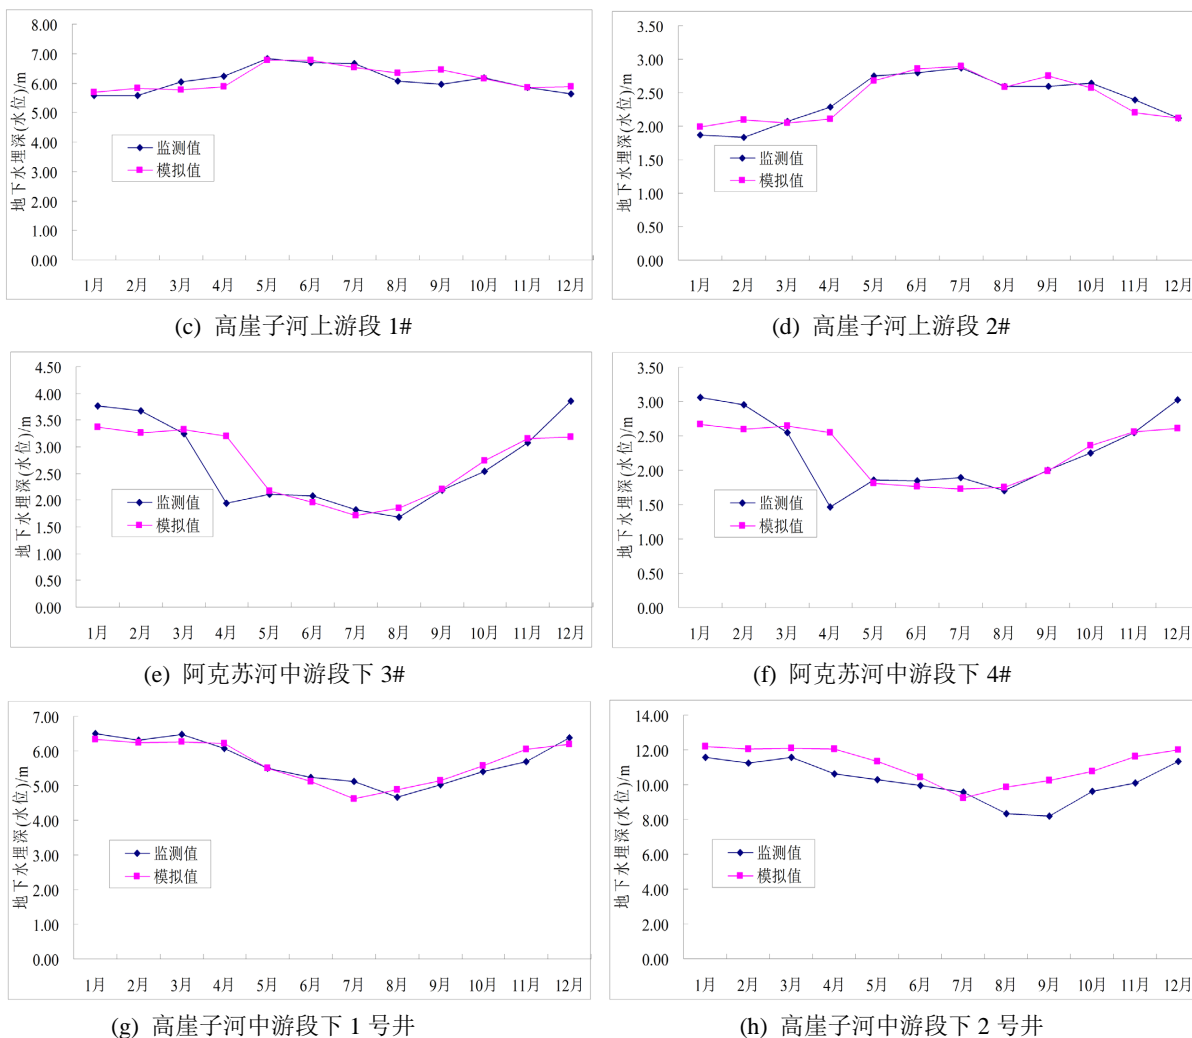 8.00
7.00
6.00
5.00
4.00
3.00
2.00
1.00
0.00
地下水埋深(水位)/m
监测值
模拟值
1月 2月 3月 4月 5月 6月 7月 8月 9月 10月 11月 12月
(c) 高崖子河上游段 1#
3.50
3.00
2.50
2.00
1.50
1.00
0.50
0.00
地下水埋深(水位)/m
监测值
模拟值
1月 2月 3月 4月 5月 6月 7月 8月 9月 10月 11月 12月
(d) 高崖子河上游段 2#
4.50
4.00
3.50
3.00
2.50
2.00
1.50
1.00
0.50
0.00
地下水埋深(水位)/m
监测值
模拟值
1月 2月 3月 4月 5月 6月 7月 8月 9月 10月 11月 12月
(e) 阿克苏河中游段下 3#
3.50
3.00
2.50
2.00
1.50
1.00
0.50
0.00
地下水埋深(水位)/m
监测值
模拟值
1月 2月 3月 4月 5月 6月 7月 8月 9月 10月 11月 12月
(f) 阿克苏河中游段下 4#
7.00
6.00
5.00
4.00
3.00
2.00
1.00
0.00
地下水埋深(水位)/m
监测值
模拟值
1月 2月 3月 4月 5月 6月 7月 8月 9月 10月 11月 12月
(g) 高崖子河中游段下 1 号井
14.00
12.00
10.00
8.00
6.00
4.00
2.00
0.00
地下水埋深(水位)/m
监测值
模拟值
1月 2月 3月 4月 5月 6月 7月 8月 9月 10月 11月 12月
(h) 高崖子河中游段下 2 号井